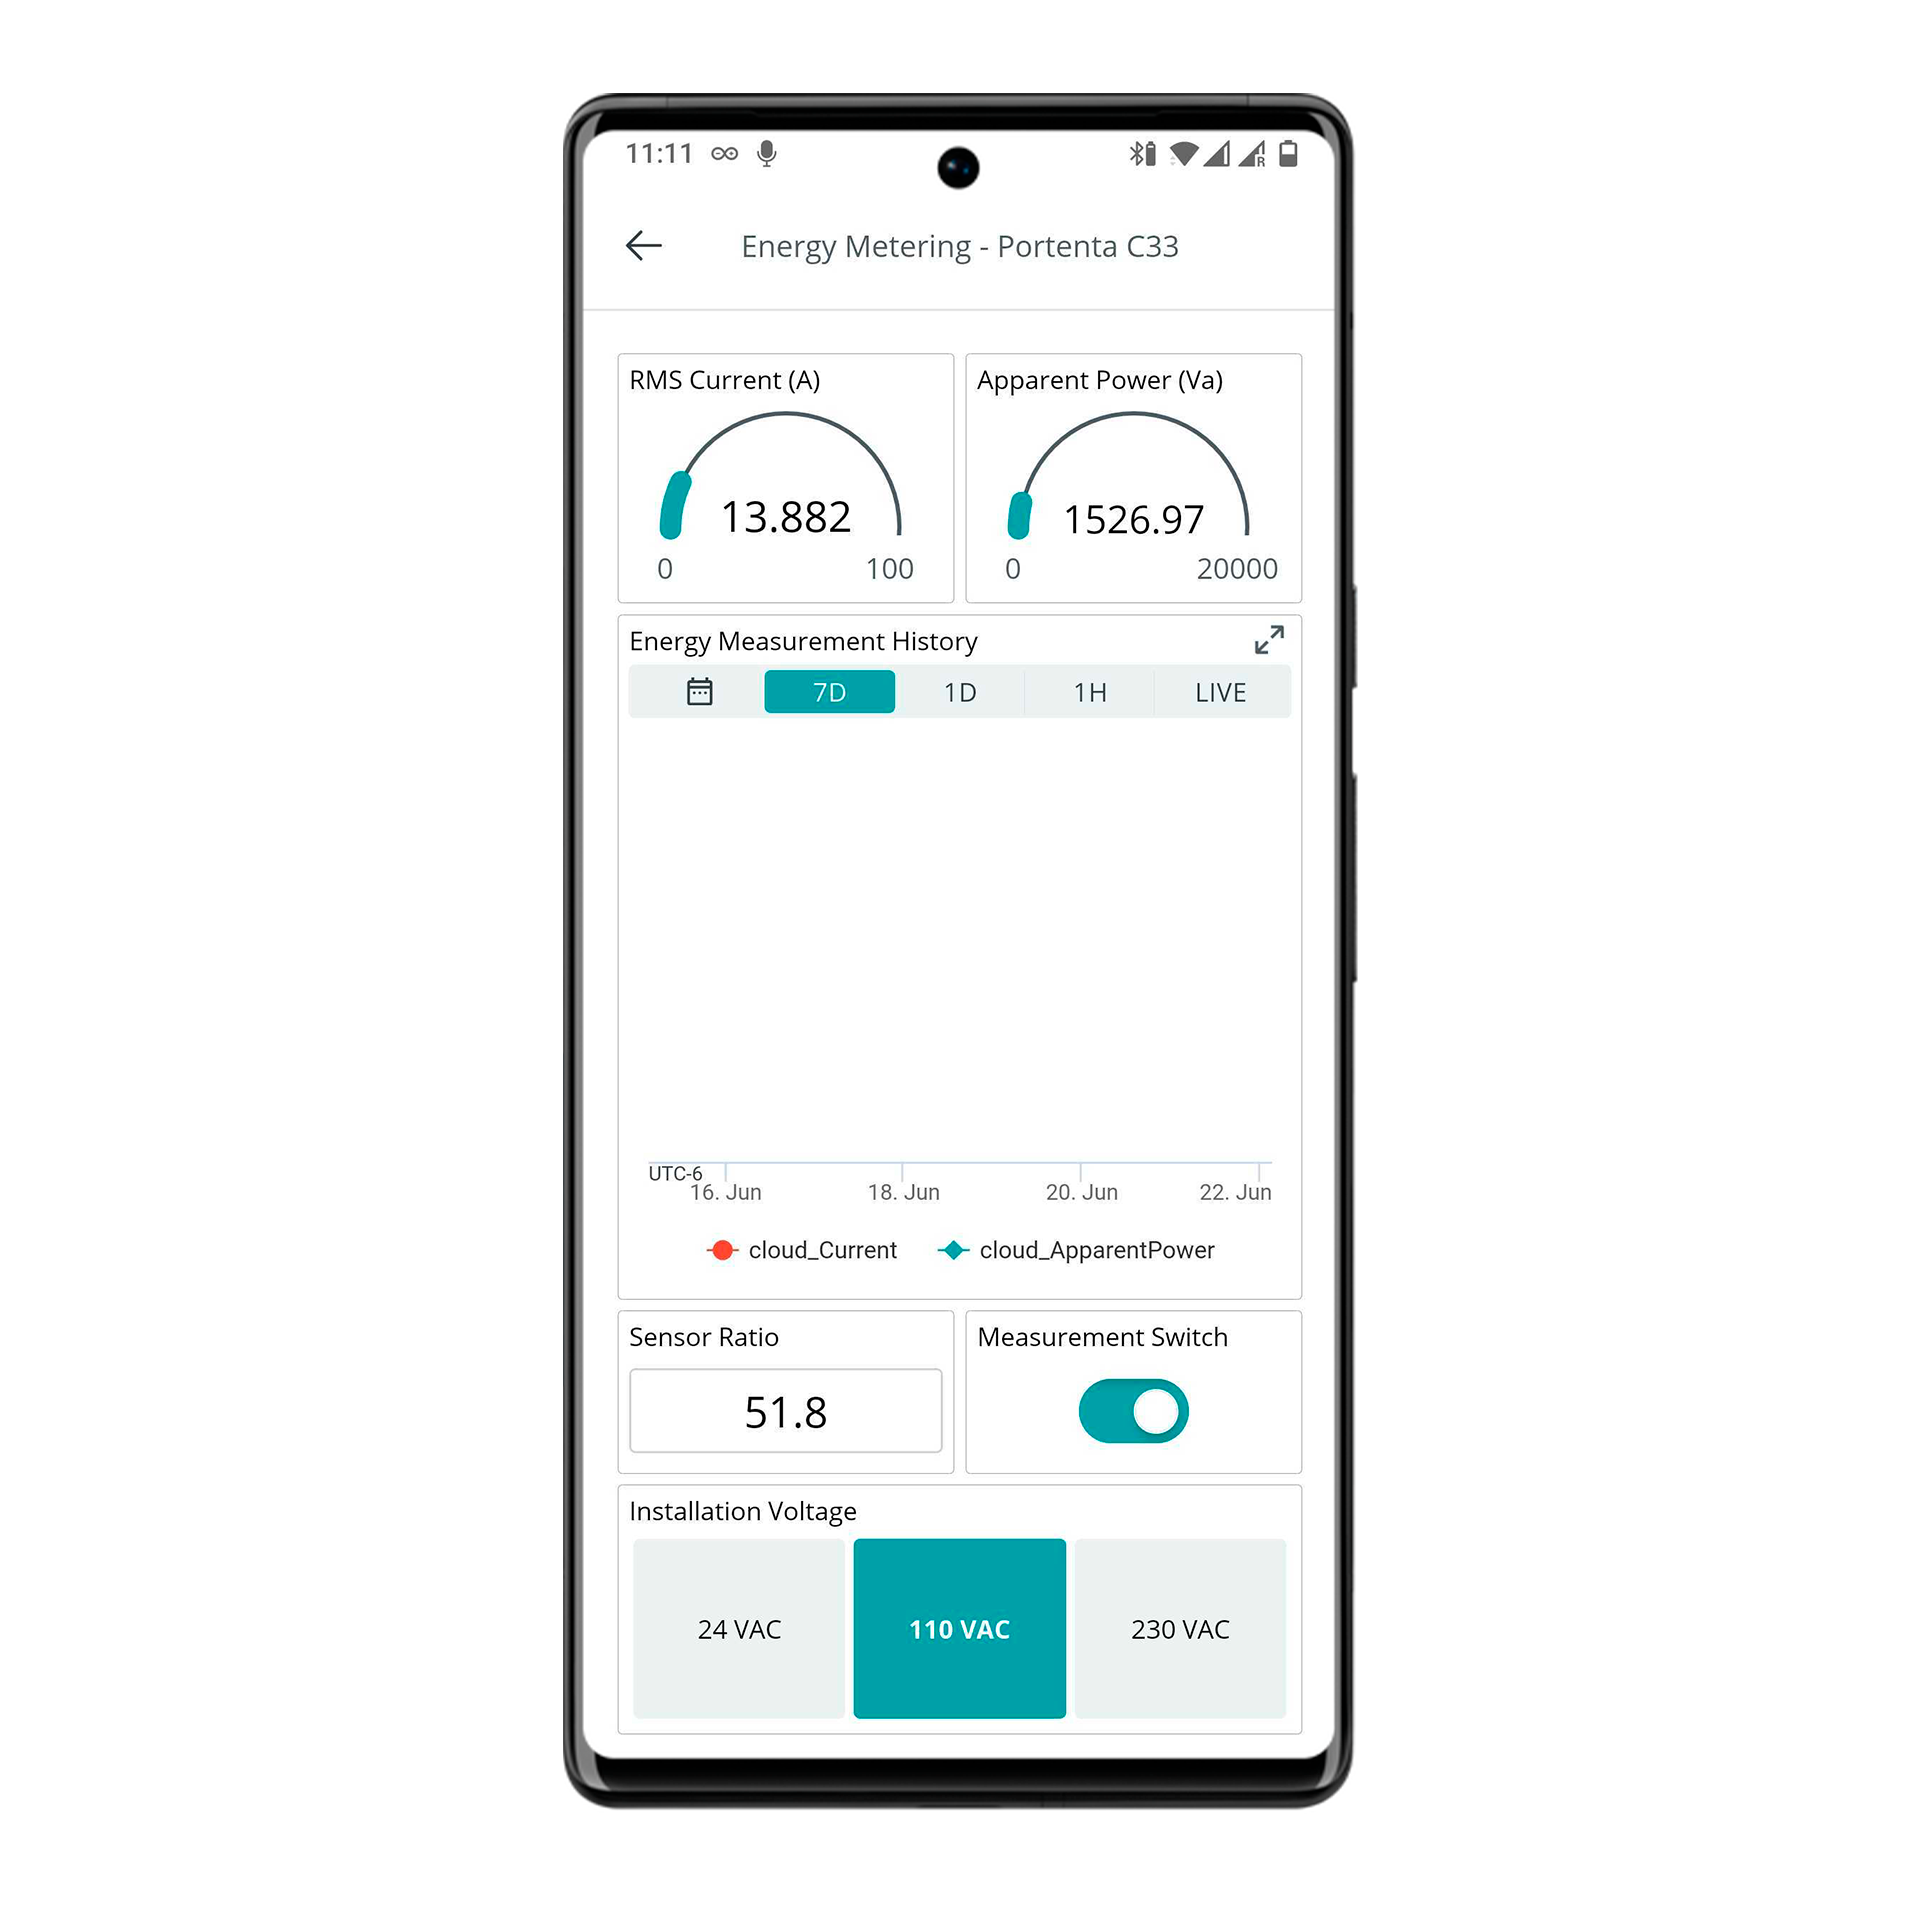 11:11
Energy Metering - Portenta C33
RMS Current (A)
13.882
0 100
Apparent Power (Va)
1526.97
0 20000
Energy Measurement History
7D 1D 1H LIVE
UTC-6
16. Jun 18. Jun 20. Jun 22. Jun
cloud_Current cloud_ApparentPower
Sensor Ratio
51.8
Measurement Switch
Installation Voltage
24 VAC 110 VAC 230 VAC